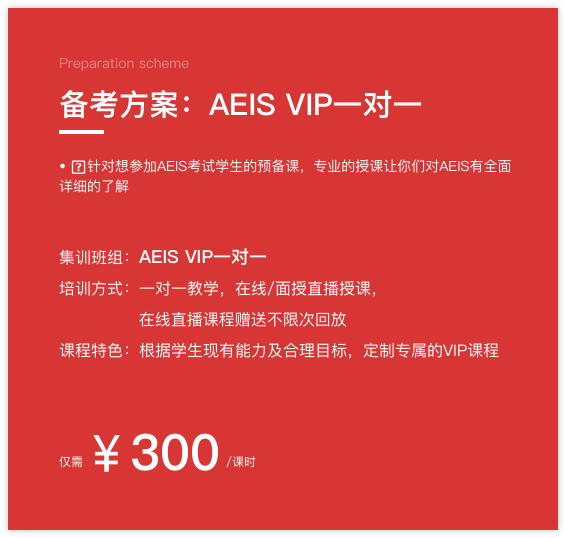 Preparation scheme
备考方案：AEIS VIP一对一
• ⍰针对想参加AEIS考试学生的预备课，专业的授课让你们对AEIS有全面
详细的了解
集训班组：AEIS VIP一对一
培训方式：一对一教学，在线/面授直播授课，
在线直播课程赠送不限次回放
课程特色：根据学生现有能力及合理目标，定制专属的VIP课程
仅需 ￥300 /课时